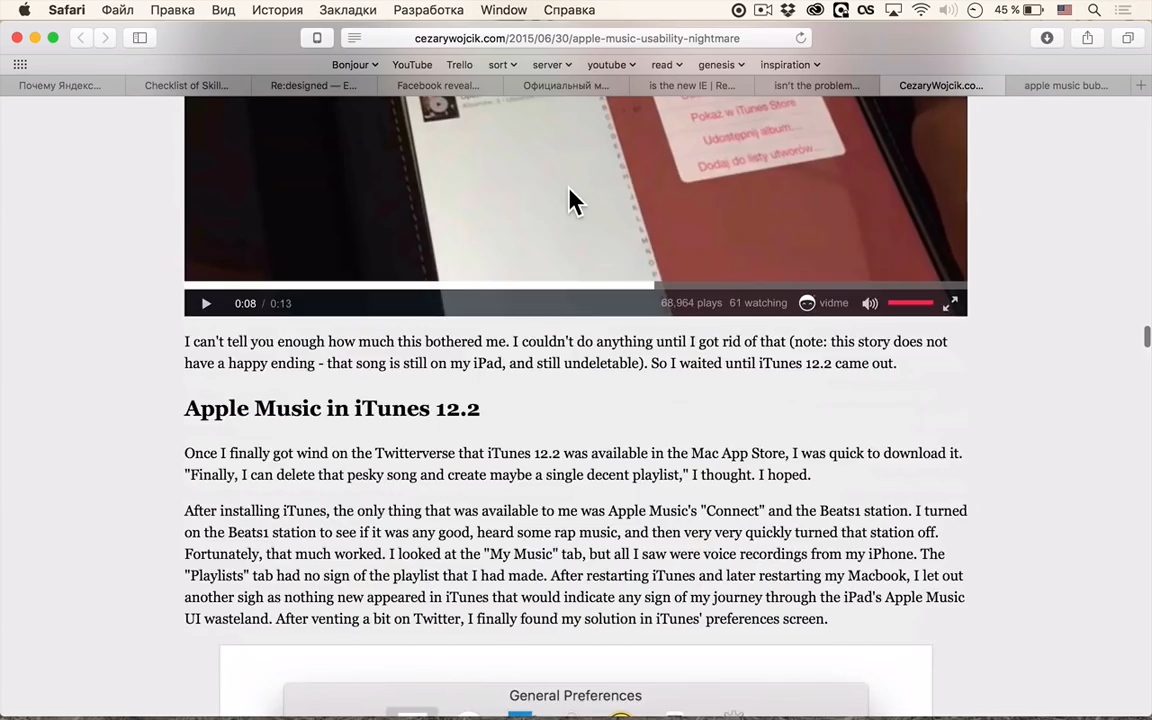 Safari Файл Правка Вид История Закладки Разработка Window Справка 45 %
cezarywojcik.com/2015/06/30/apple-music-usability-nightmare
Bonjour YouTube Trello sort server youtube read genesis inspiration
Почему Яндекс... Checklist of Skill... Re:designed — E... Facebook reveal... Официальный м... is the new IE | Re... isn't the problem... CezaryWojcik.co... apple music bub...
Pokaż w iTunes Store
Udostępnij album...
Dodaj do listy utworów...
0:08 / 0:13 68,964 plays 61 watching vidme
I can't tell you enough how much this bothered me. I couldn't do anything until I got rid of that (note: this story does not
have a happy ending - that song is still on my iPad, and still undeletable). So I waited until iTunes 12.2 came out.
Apple Music in iTunes 12.2
Once I finally got wind on the Twitterverse that iTunes 12.2 was available in the Mac App Store, I was quick to download it.
"Finally, I can delete that pesky song and create maybe a single decent playlist," I thought. I hoped.
After installing iTunes, the only thing that was available to me was Apple Music's "Connect" and the Beats1 station. I turned
on the Beats1 station to see if it was any good, heard some rap music, and then very very quickly turned that station off.
Fortunately, that much worked. I looked at the "My Music" tab, but all I saw were voice recordings from my iPhone. The
"Playlists" tab had no sign of the playlist that I had made. After restarting iTunes and later restarting my Macbook, I let out
another sigh as nothing new appeared in iTunes that would indicate any sign of my journey through the iPad's Apple Music
UI wasteland. After venting a bit on Twitter, I finally found my solution in iTunes' preferences screen.
General Preferences